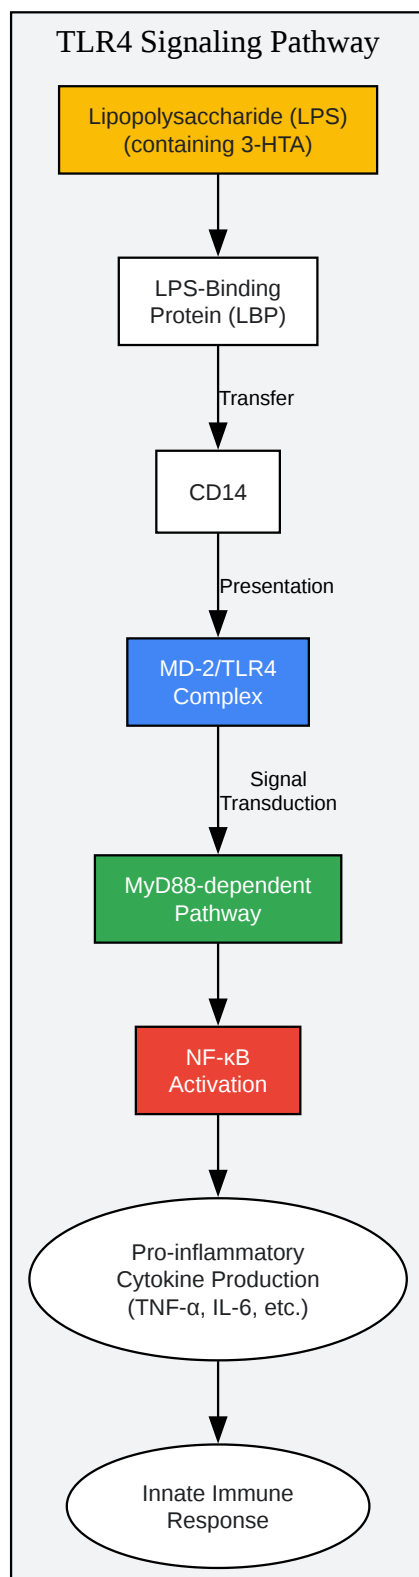 TLR4 Signaling Pathway
Lipopolysaccharide (LPS)
(containing 3-HTA)
LPS-Binding
Protein (LBP)
Transfer
CD14
Presentation
MD-2/TLR4
Complex
Signal
Transduction
MyD88-dependent
Pathway
NF-κB
Activation
Pro-inflammatory
Cytokine Production
(TNF-α, IL-6, etc.)
Innate Immune
Response